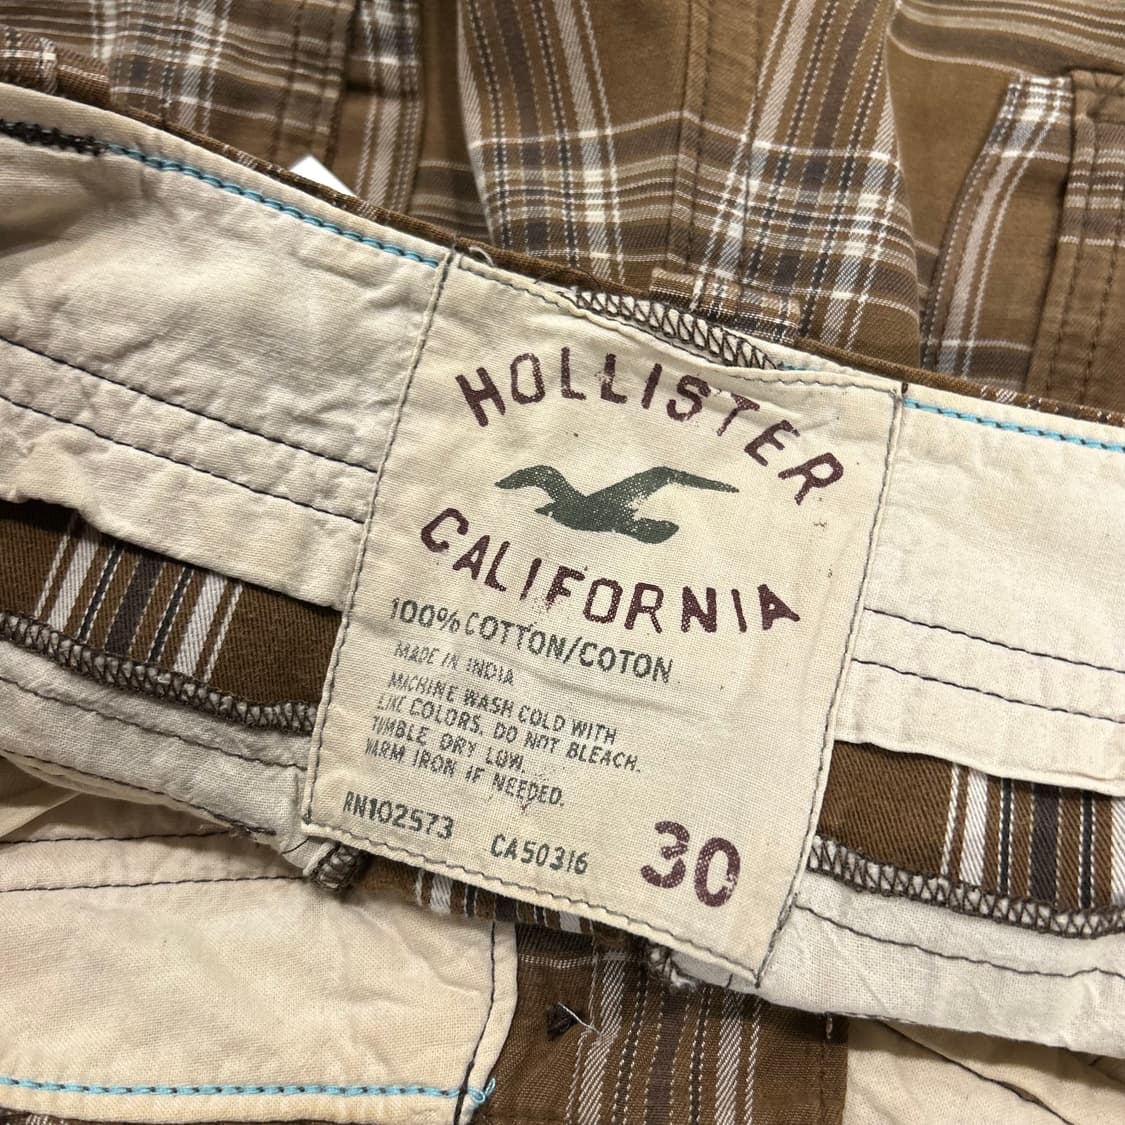 HOLLISTER
CALIFORNIA
100% COTTON/COTON
MADE IN INDIA
MACHINE WASH COLD WITH
LIKE COLORS. DO NOT BLEACH.
TUMBLE DRY LOW.
WARM IRON IF NEEDED.
RN102573 CA50316
30